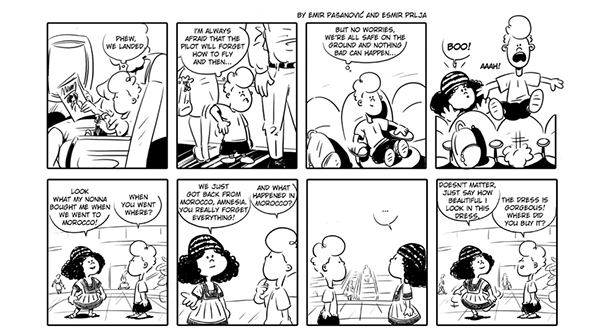 BY EMIR PASANOVIĆ AND ESMIR PRLJA
PHEW,
WE LANDED.
I'M ALWAYS
AFRAID THAT THE
PILOT WILL FORGET
HOW TO FLY
AND THEN...
BUT NO WORRIES,
WE'RE ALL SAFE ON THE
GROUND AND NOTHING
BAD CAN HAPPEN...
BOO!
AAAH!
LOOK
WHAT MY NONNA
BOUGHT ME WHEN
WE WENT TO
MOROCCO!
WHEN YOU
WENT
WHERE?
WE JUST
GOT BACK FROM
MOROCCO, AMNESIA.
YOU REALLY FORGET
EVERYTHING!
AND WHAT
HAPPENED IN
MOROCCO?
...
DOESN'T MATTER,
JUST SAY HOW
BEAUTIFUL I
LOOK IN THIS
DRESS.
THE DRESS IS
GORGEOUS!
WHERE DID
YOU BUY IT?